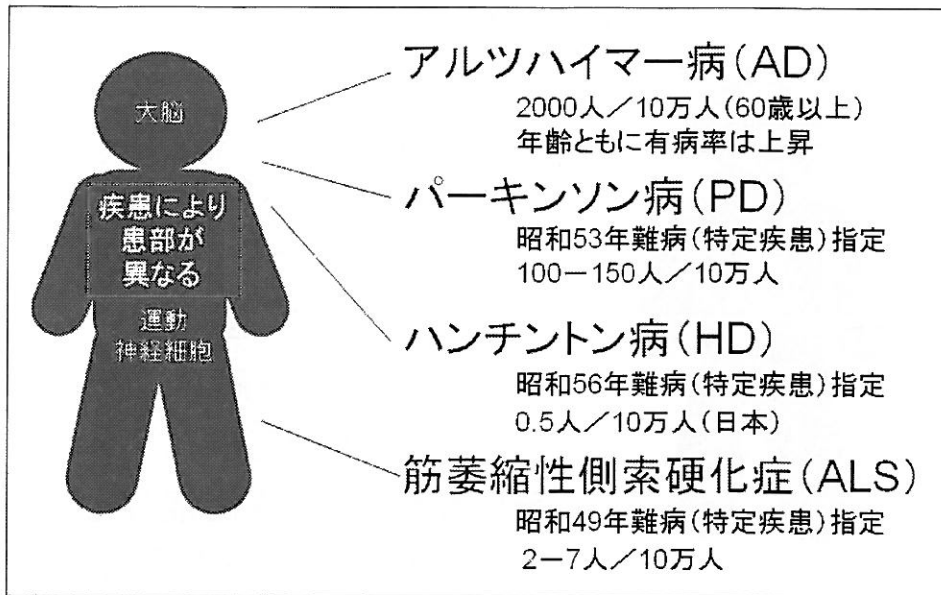 大脳
疾患により
患部が
異なる
運動
神経細胞
アルツハイマー病(AD)
2000人／10万人(60歳以上)
年齢ともに有病率は上昇
パーキンソン病(PD)
昭和53年難病(特定疾患)指定
100－150人／10万人
ハンチントン病(HD)
昭和56年難病(特定疾患)指定
0.5人／10万人(日本)
筋萎縮性側索硬化症(ALS)
昭和49年難病(特定疾患)指定
2－7人／10万人